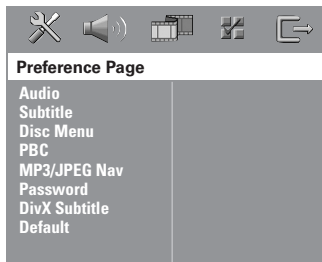 Preference Page
Audio
Subtitle
Disc Menu
PBC
MP3/JPEG Nav
Password
DivX Subtitle
Default